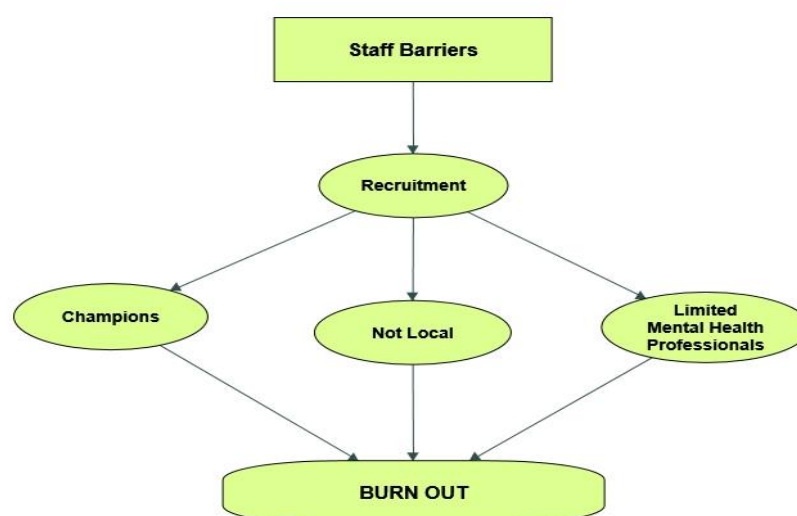 Staff Barriers
Recruitment
Champions
Not Local
Limited
Mental Health
Professionals
BURN OUT